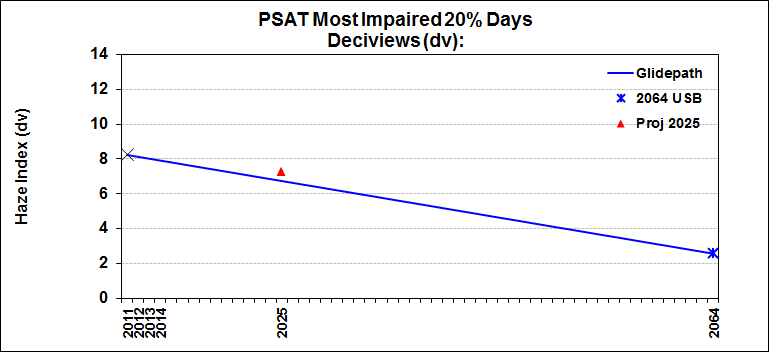 PSAT Most Impaired 20% Days
Deciviews (dv):
Haze Index (dv)
14
12
10
8
6
4
2
0
Glidepath
2064 USB
Proj 2025
2011
2012
2013
2014
2025
2064